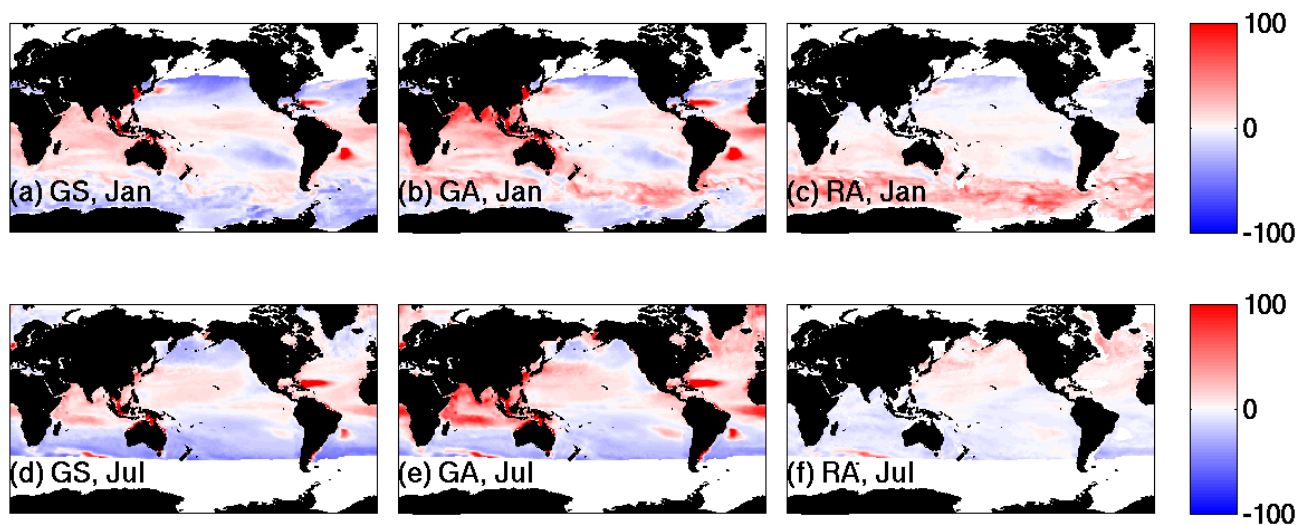 100
0
-100
(a) GS, Jan
(b) GA, Jan
(c) RA, Jan
100
0
-100
(d) GS, Jul
(e) GA, Jul
(f) RA, Jul